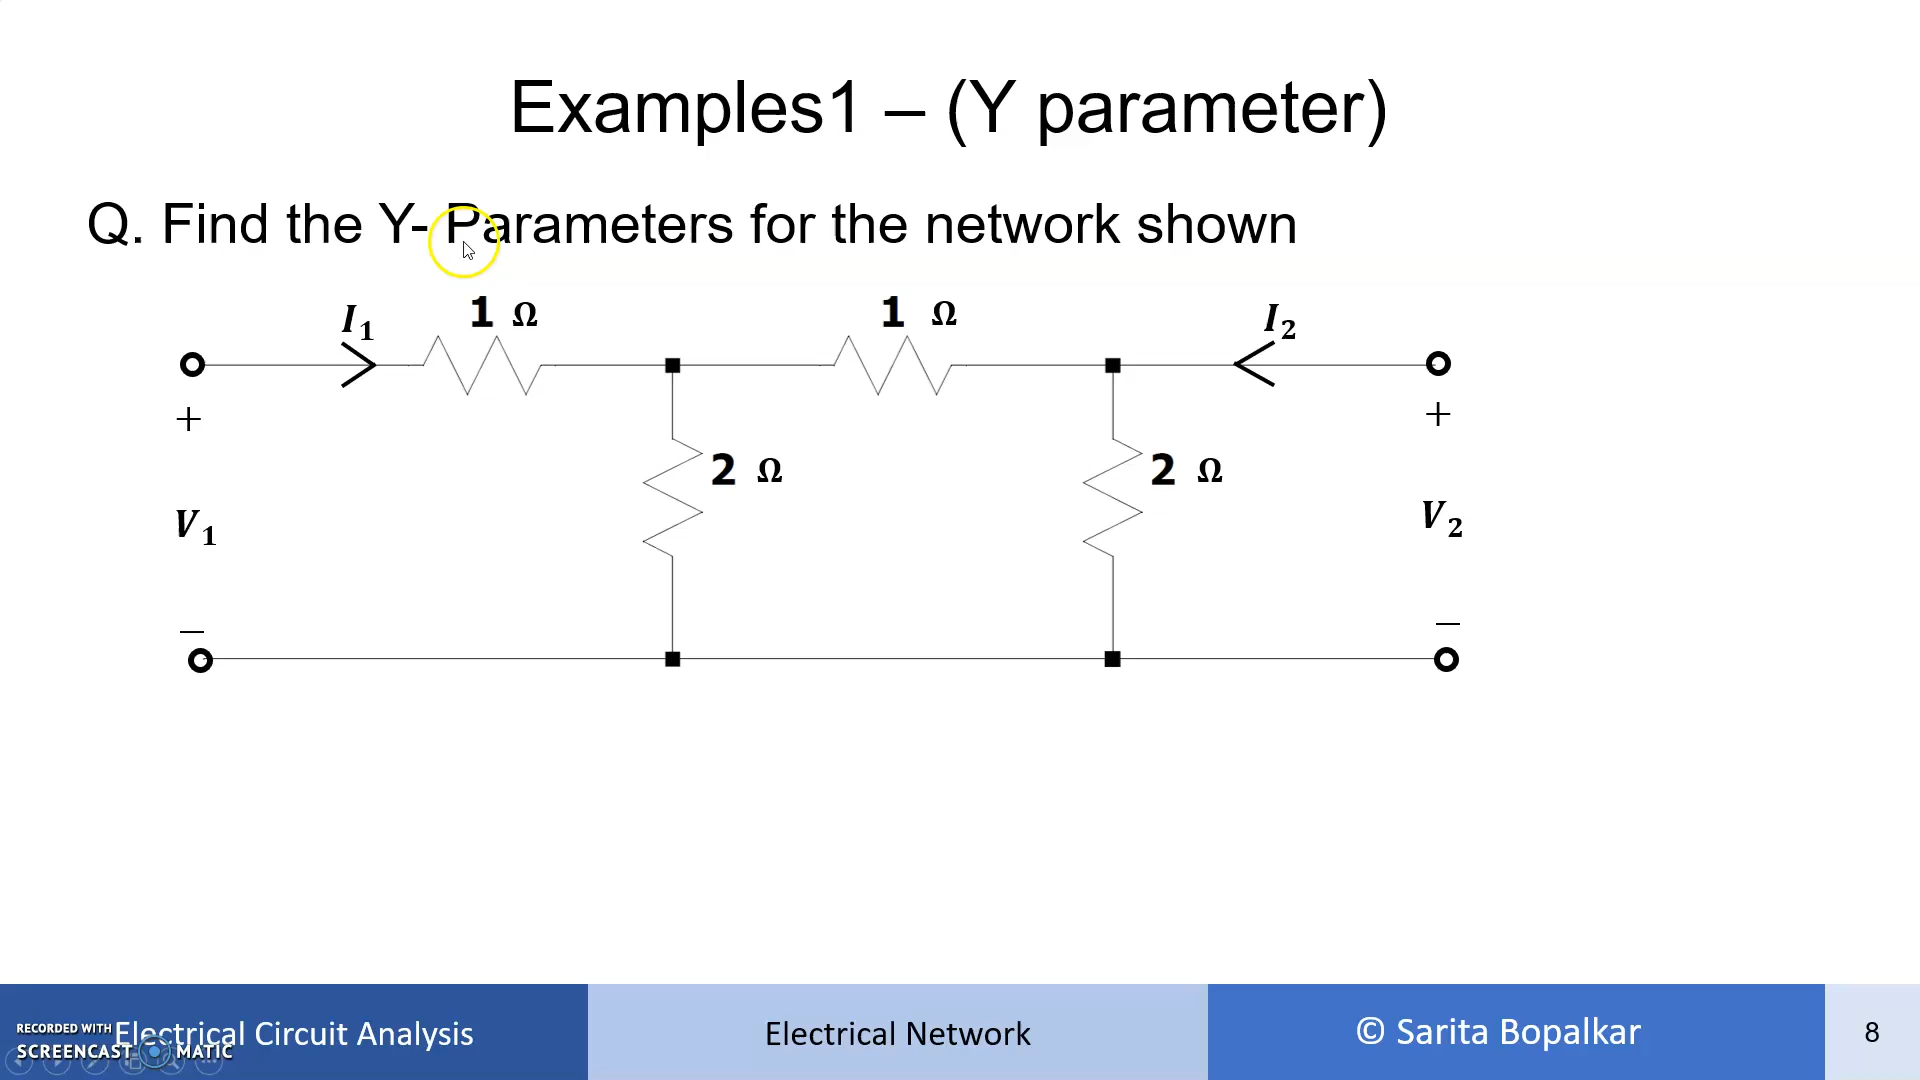 Examples1 – (Y parameter)
Q. Find the Y- Parameters for the network shown
I1 1 Ω 1 Ω I2
+ +
2 Ω 2 Ω
V1 V2
– –
RECORDED WITH
SCREENCAST MATIC
Electrical Circuit Analysis
Electrical Network
© Sarita Bopalkar
8